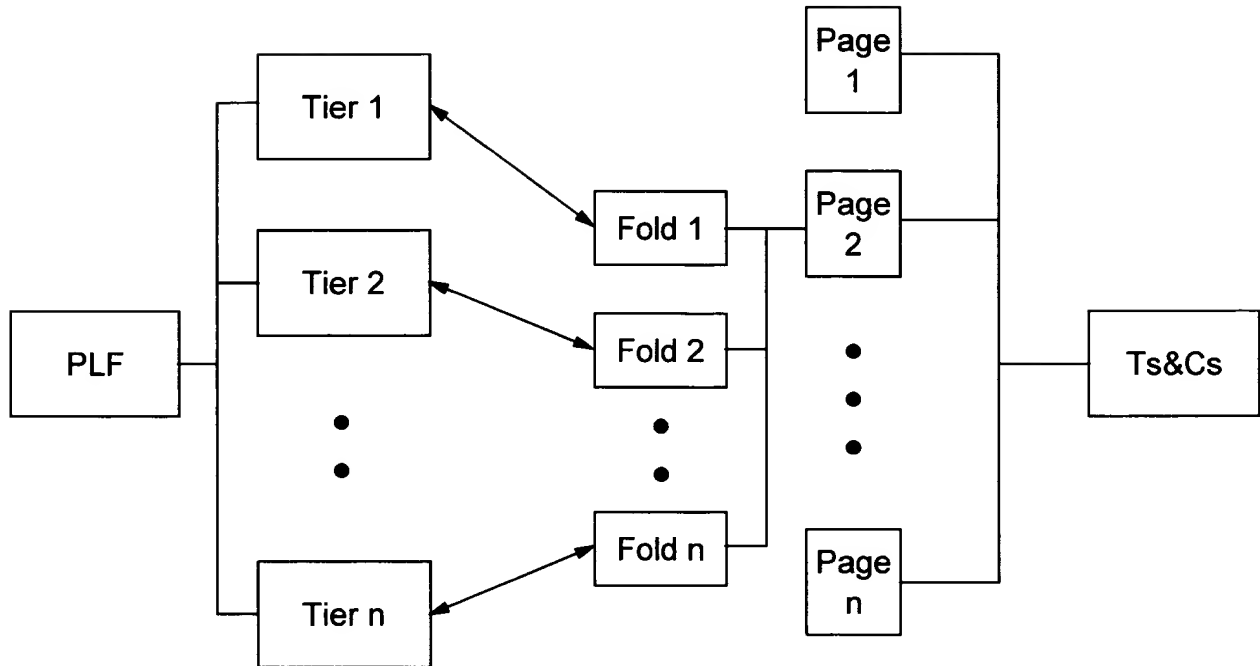 PLF
Tier 1
Tier 2
Tier n
Fold 1
Fold 2
Fold n
Page
1
Page
2
Page
n
Ts&Cs